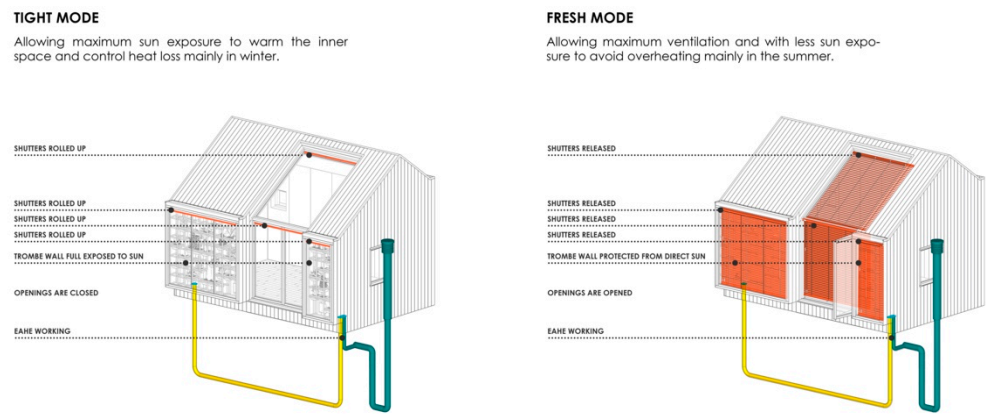 TIGHT MODE
Allowing maximum sun exposure to warm the inner
space and control heat loss mainly in winter.
SHUTTERS ROLLED UP
SHUTTERS ROLLED UP
SHUTTERS ROLLED UP
SHUTTERS ROLLED UP
TROMBE WALL FULL EXPOSED TO SUN
OPENINGS ARE CLOSED
EAHE WORKING
FRESH MODE
Allowing maximum ventilation and with less sun expo-
sure to avoid overheating mainly in the summer.
SHUTTERS RELEASED
SHUTTERS RELEASED
SHUTTERS RELEASED
SHUTTERS RELEASED
TROMBE WALL PROTECTED FROM DIRECT SUN
OPENINGS ARE OPENED
EAHE WORKING